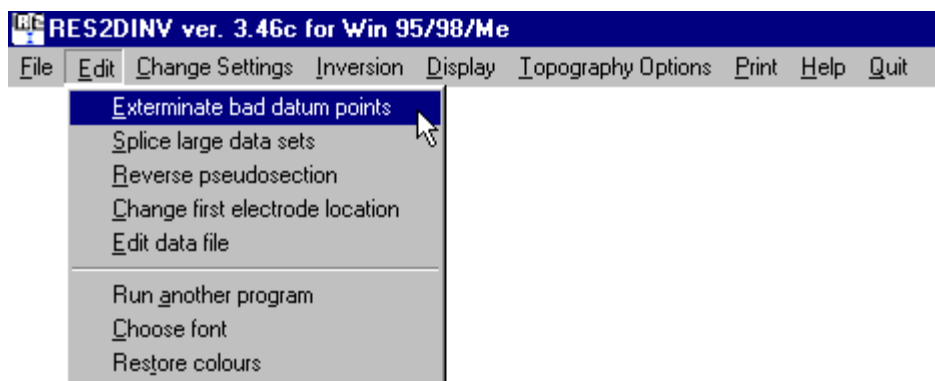 RES2DINV ver. 3.46c for Win 95/98/Me
File Edit Change Settings Inversion Display Topography Options Print Help Quit
Exterminate bad datum points
Splice large data sets
Reverse pseudosection
Change first electrode location
Edit data file
Run another program
Choose font
Restore colours